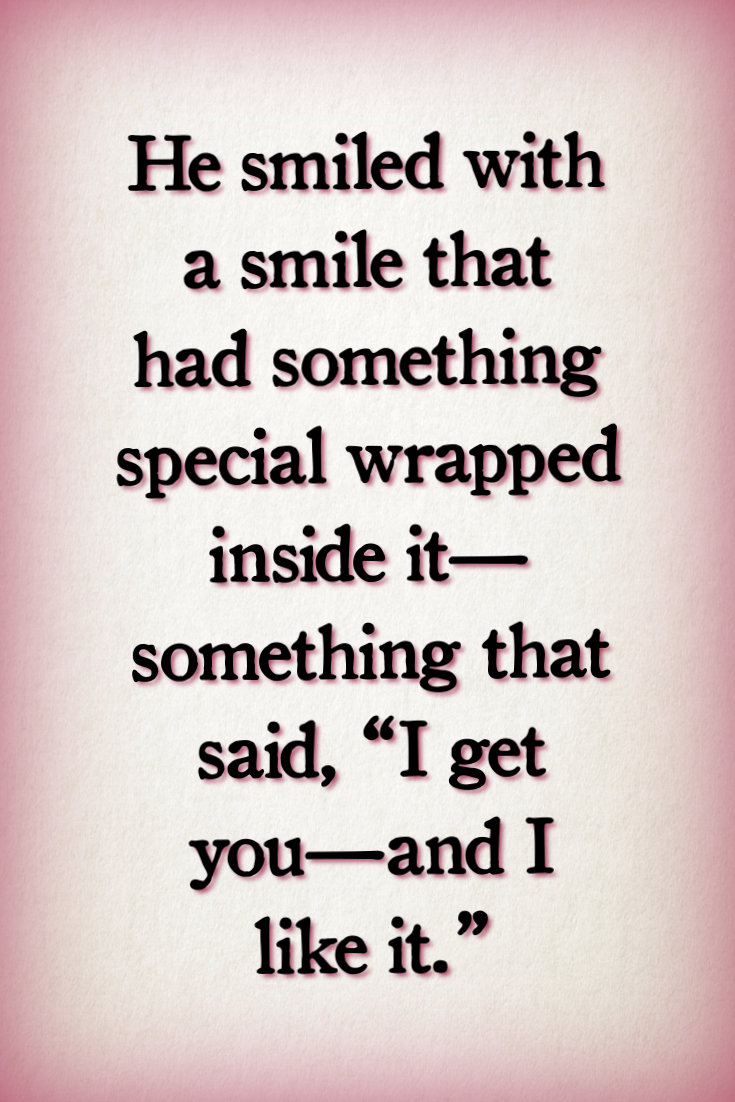 He smiled with
a smile that
had something
special wrapped
inside it—
something that
said, “I get
you—and I
like it.”